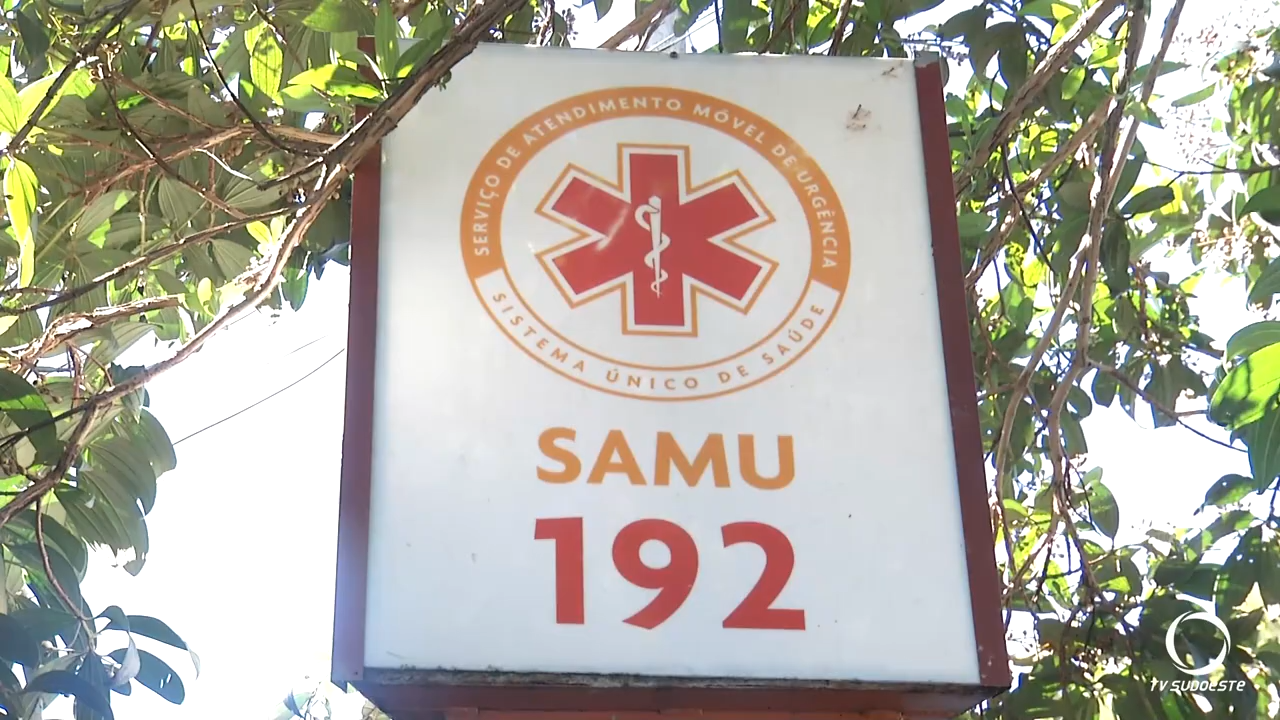 SERVIÇO DE ATENDIMENTO MÓVEL DE URGÊNCIA
SISTEMA ÚNICO DE SAÚDE
SAMU
192
TV SUDOESTE